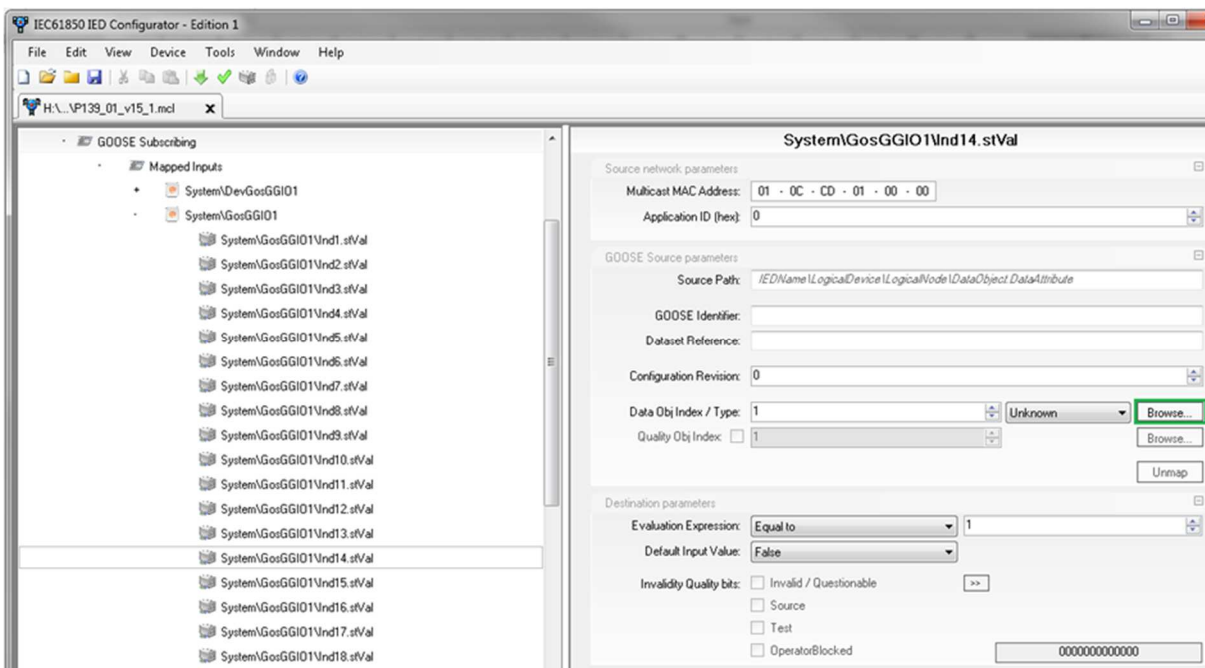 IEC61850 IED Configurator - Edition 1
File Edit View Device Tools Window Help
H:\...\P139_01_v15_1.mcl x
GOOSE Subscribing
Mapped Inputs
System\DevGosGGIO1
System\GosGGIO1
System\GosGGIO1\Ind1.stVal
System\GosGGIO1\Ind2.stVal
System\GosGGIO1\Ind3.stVal
System\GosGGIO1\Ind4.stVal
System\GosGGIO1\Ind5.stVal
System\GosGGIO1\Ind6.stVal
System\GosGGIO1\Ind7.stVal
System\GosGGIO1\Ind8.stVal
System\GosGGIO1\Ind9.stVal
System\GosGGIO1\Ind10.stVal
System\GosGGIO1\Ind11.stVal
System\GosGGIO1\Ind12.stVal
System\GosGGIO1\Ind13.stVal
System\GosGGIO1\Ind14.stVal
System\GosGGIO1\Ind15.stVal
System\GosGGIO1\Ind16.stVal
System\GosGGIO1\Ind17.stVal
System\GosGGIO1\Ind18.stVal
System\GosGGIO1\Ind14.stVal
Source network parameters
Multicast MAC Address: 01 - 0C - CD - 01 - 00 - 00
Application ID (hex): 0
GOOSE Source parameters
Source Path: IEDName\LogicalDevice\LogicalNode\DataObject.DataAttribute
GOOSE Identifier:
Dataset Reference:
Configuration Revision: 0
Data Obj Index / Type: 1 Unknown Browse...
Quality Obj Index: 1 Browse...
Unmap
Destination parameters
Evaluation Expression: Equal to 1
Default Input Value: False
Invalidity Quality bits: Invalid / Questionable >>
Source
Test
OperatorBlocked 0000000000000